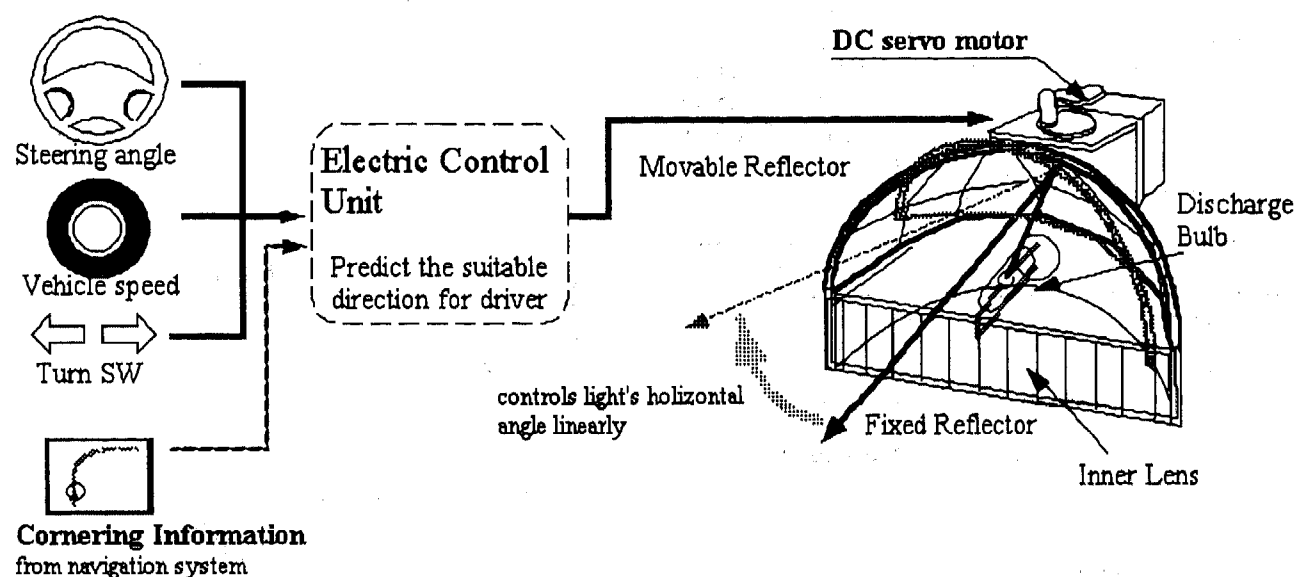 DC servo motor
Steering angle
Electric Control
Unit
Movable Reflector
Discharge
Bulb
Vehicle speed
Predict the suitable
direction for driver
Turn SW
controls light's holizontal
angle linearly
Fixed Reflector
Inner Lens
Cornering Information
from navigation system